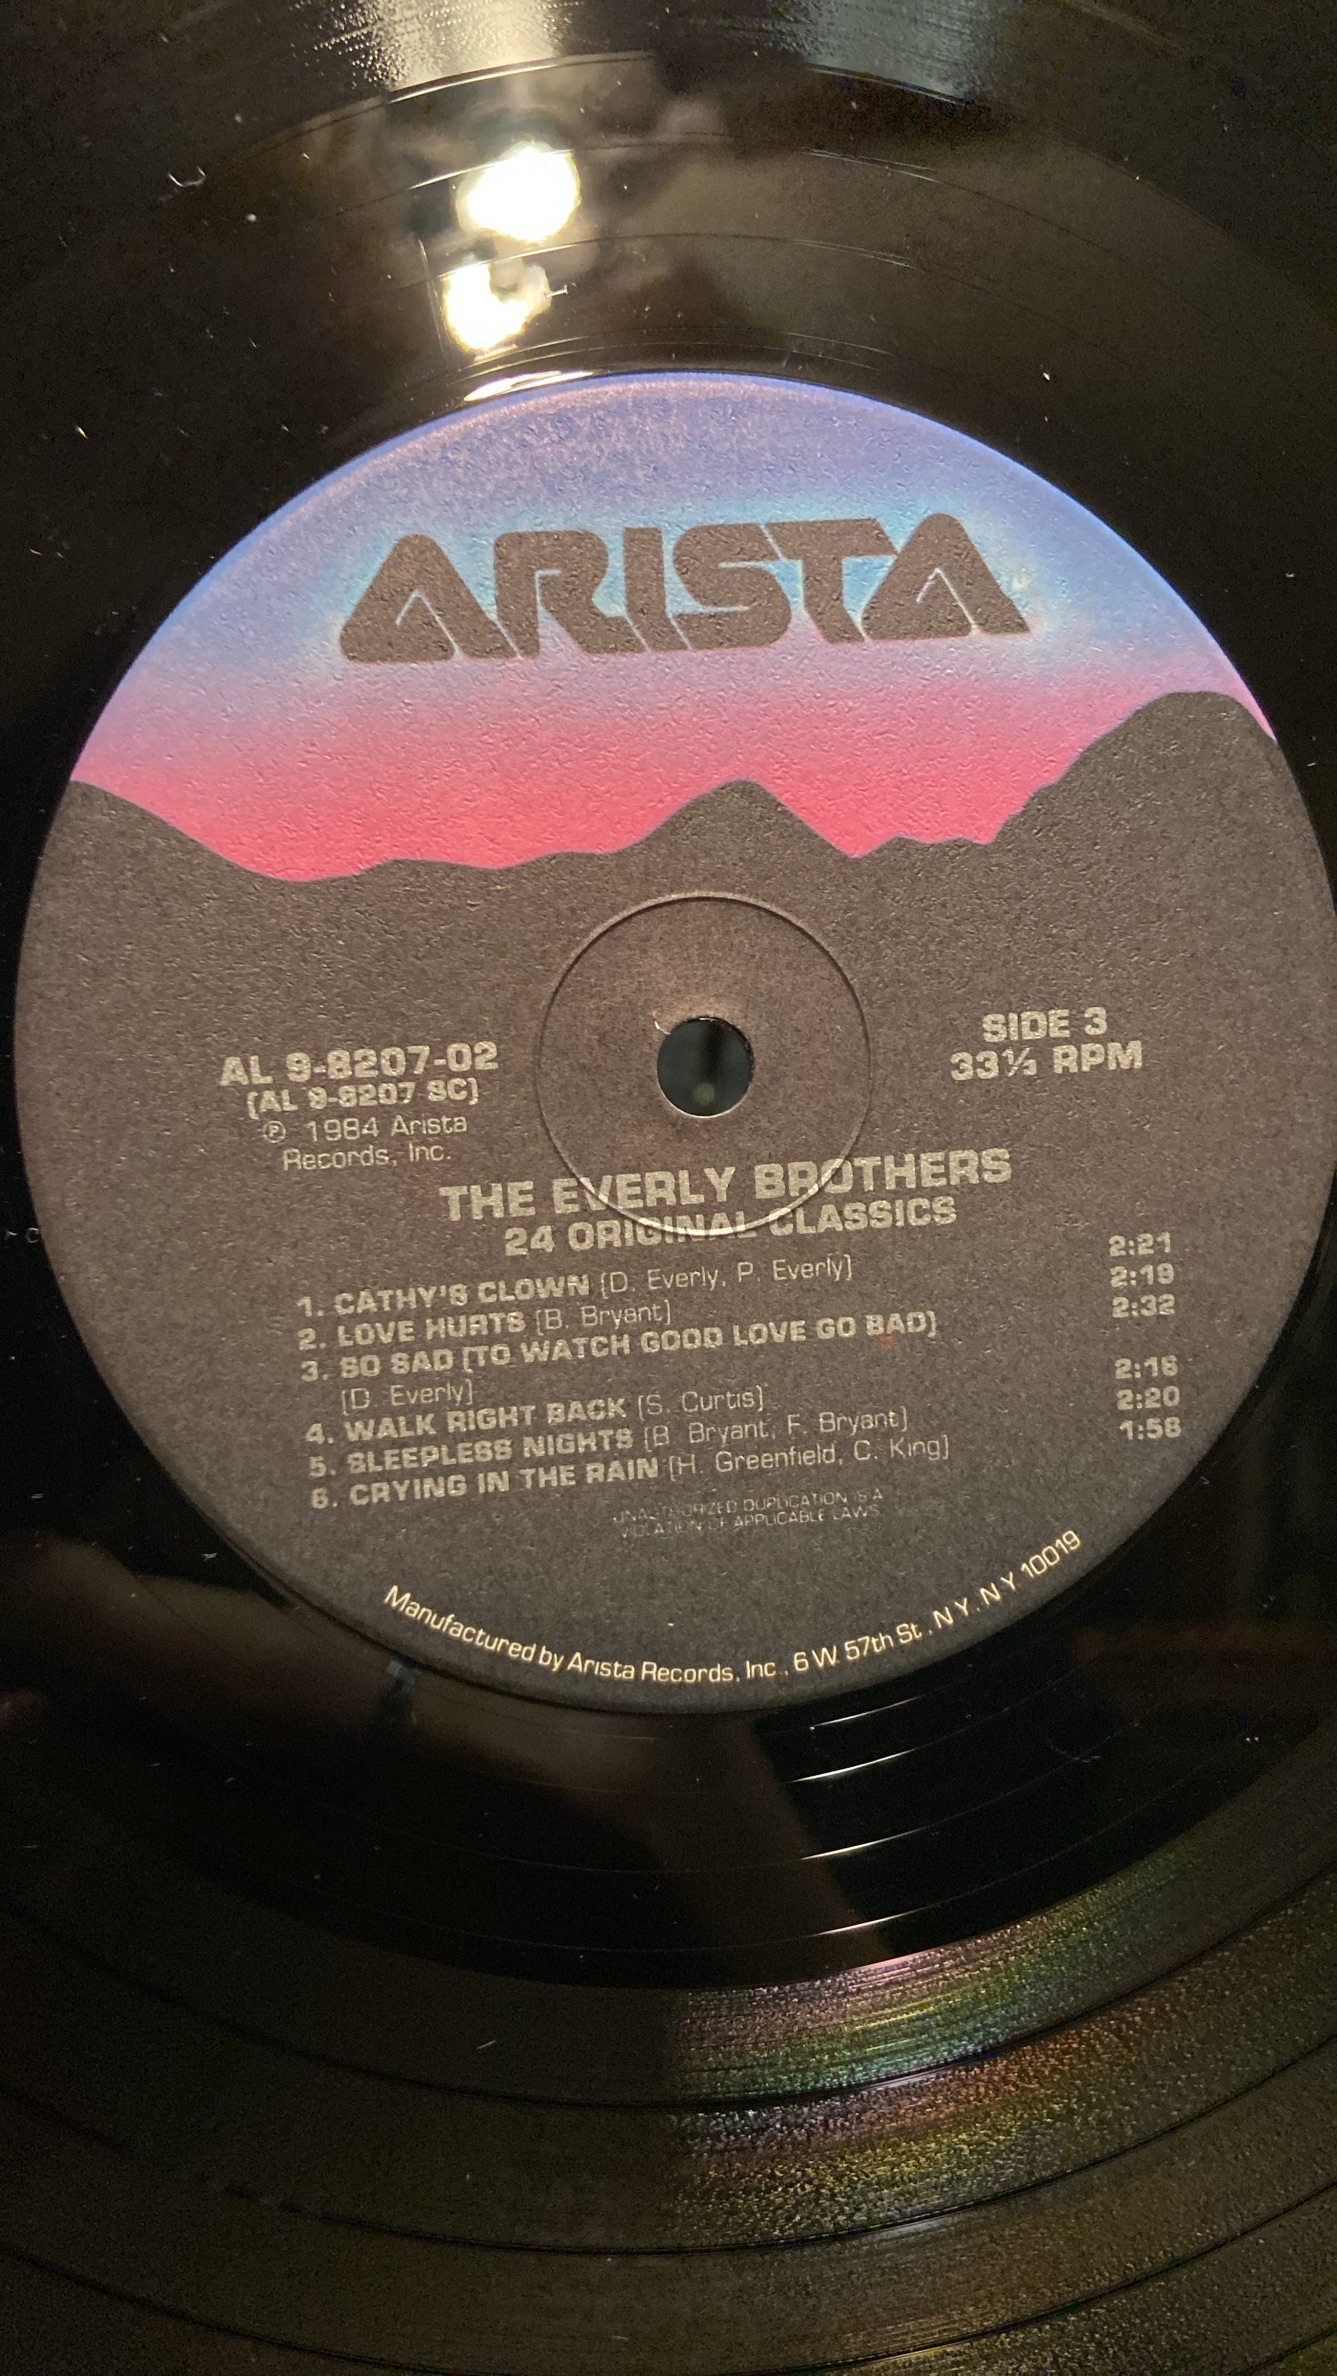 ARISTA
AL 9-8207-02
(AL 9-8207 SC)
Ⓟ 1984 Arista
Records, Inc.
SIDE 3
33⅓ RPM
THE EVERLY BROTHERS
24 ORIGINAL CLASSICS
1. CATHY'S CLOWN (D. Everly, P. Everly) 2:21
2. LOVE HURTS (B. Bryant) 2:19
3. SO SAD (TO WATCH GOOD LOVE GO BAD) 2:32
(D. Everly)
4. WALK RIGHT BACK (S. Curtis) 2:16
5. SLEEPLESS NIGHTS (B. Bryant, F. Bryant) 2:20
6. CRYING IN THE RAIN (H. Greenfield, C. King) 1:58
UNAUTHORIZED DUPLICATION IS A
VIOLATION OF APPLICABLE LAWS
Manufactured by Arista Records, Inc., 6 W. 57th St., N.Y., N.Y. 10019